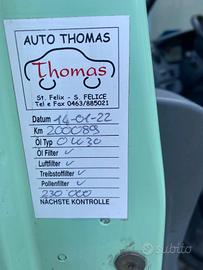 AUTO THOMAS
Thomas
St. Felix - S. FELICE
Tel e Fax 0463/885021
Datum 14-01-22
Km 200089
Öl Typ 0W30
Öl Filter ✓
Luftfilter ✓
Treibstoffilter ✓
Pollenfilter ✓
230 000
NÄCHSTE KONTROLLE
subito